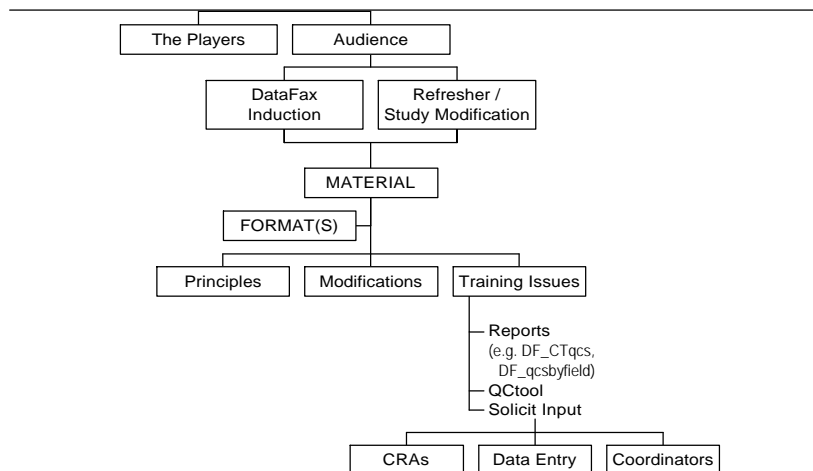 The Players
Audience
DataFax
Induction
Refresher /
Study Modification
MATERIAL
FORMAT(S)
Principles
Modifications
Training Issues
Reports
(e.g. DF_CTqcs,
DF_qcsbyfield)
QCtool
Solicit Input
CRAs
Data Entry
Coordinators